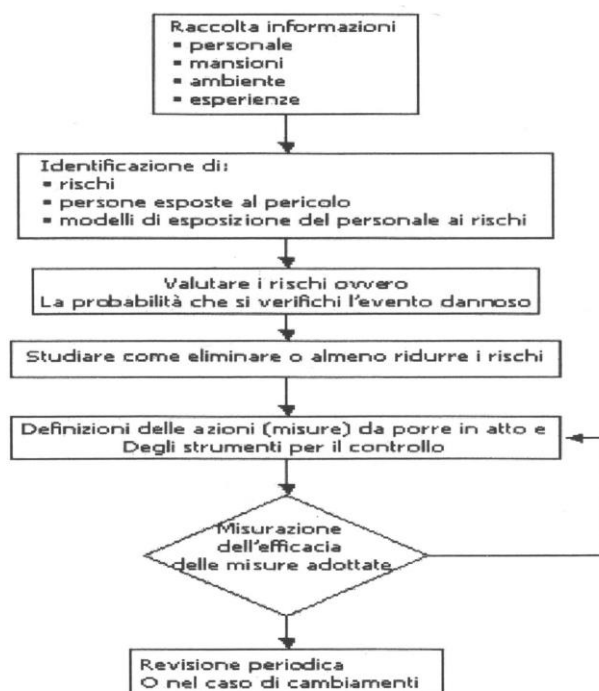 Raccolta informazioni
▪ personale
▪ mansioni
▪ ambiente
▪ esperienze
Identificazione di:
▪ rischi
▪ persone esposte al pericolo
▪ modelli di esposizione del personale ai rischi
Valutare i rischi ovvero
La probabilità che si verifichi l'evento dannoso
Studiare come eliminare o almeno ridurre i rischi
Definizioni delle azioni (misure) da porre in atto e
Degli strumenti per il controllo
Misurazione
dell'efficacia
delle misure adottate
Revisione periodica
O nel caso di cambiamenti